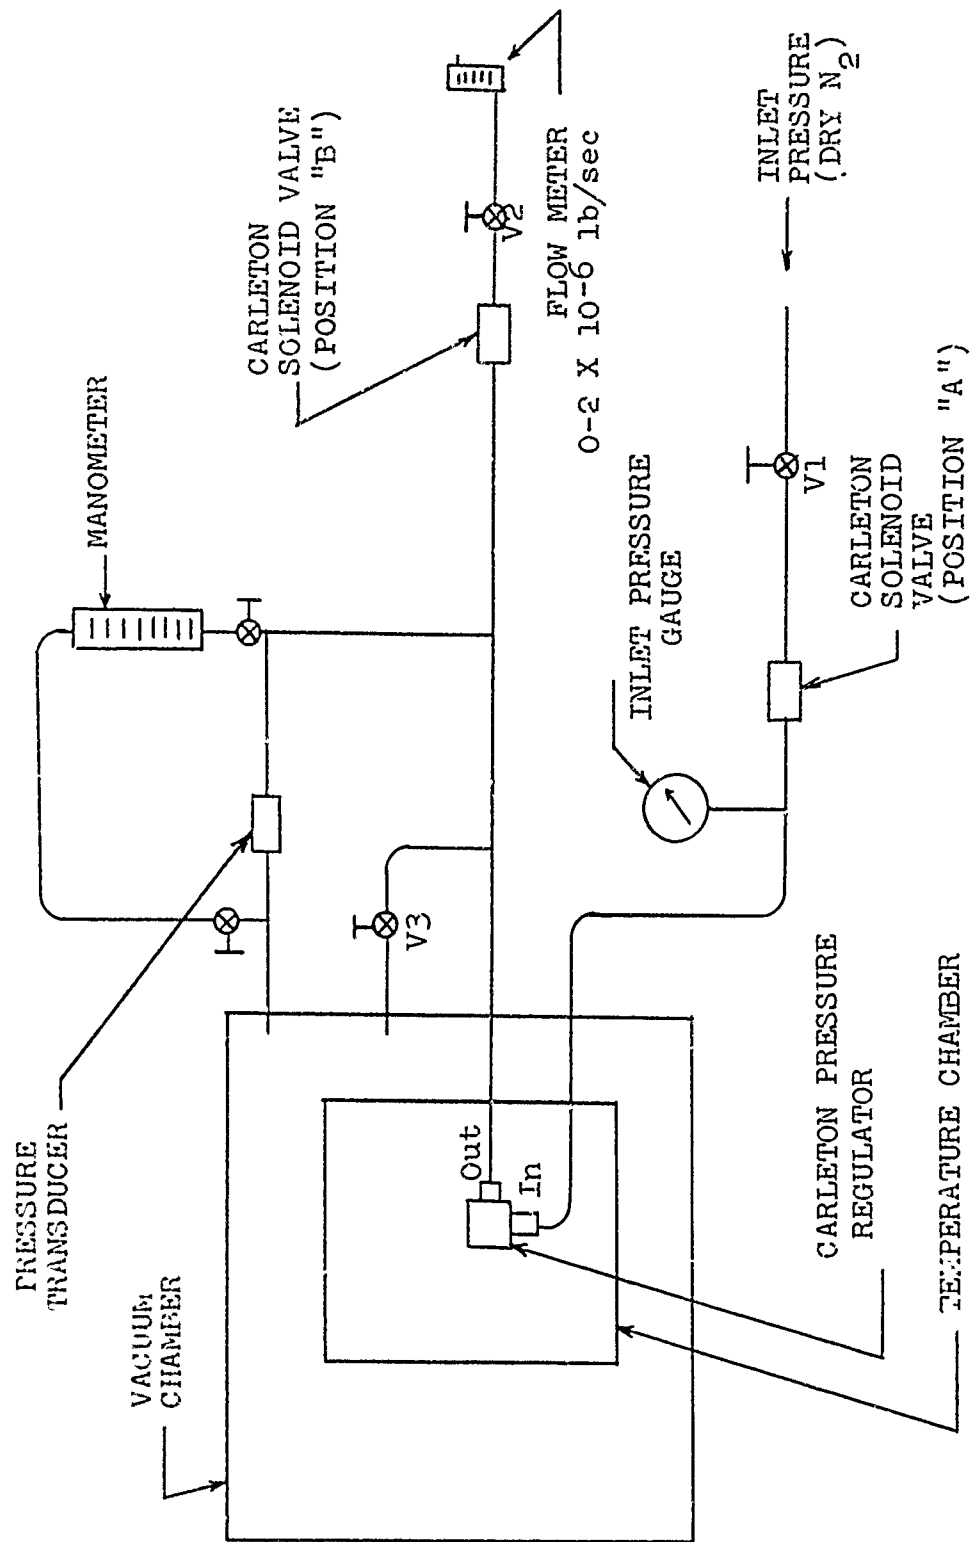 PRESSURE
TRANSDUCER
MANOMETER
CARLETON
SOLENOID VALVE
(POSITION "B")
VACUUM
CHAMBER
V3
V2
FLOW METER
0-2 X 10-6 lb/sec
Out
In
INLET PRESSURE
GAUGE
INLET
PRESSURE
(DRY N2)
V1
CARLETON
SOLENOID
VALVE
(POSITION "A")
CARLETON PRESSURE
REGULATOR
TEMPERATURE CHAMBER